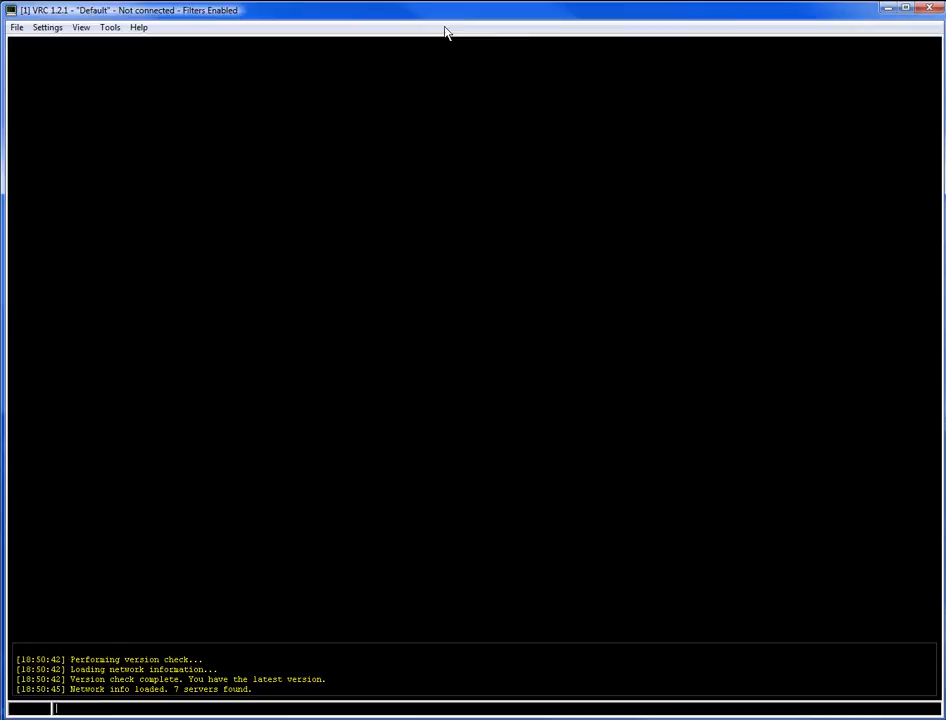 [1] VRC 1.2.1 - "Default" - Not connected - Filters Enabled
File Settings View Tools Help
[18:50:42] Performing version check...
[18:50:42] Loading network information...
[18:50:42] Version check complete. You have the latest version.
[18:50:45] Network info loaded. 7 servers found.